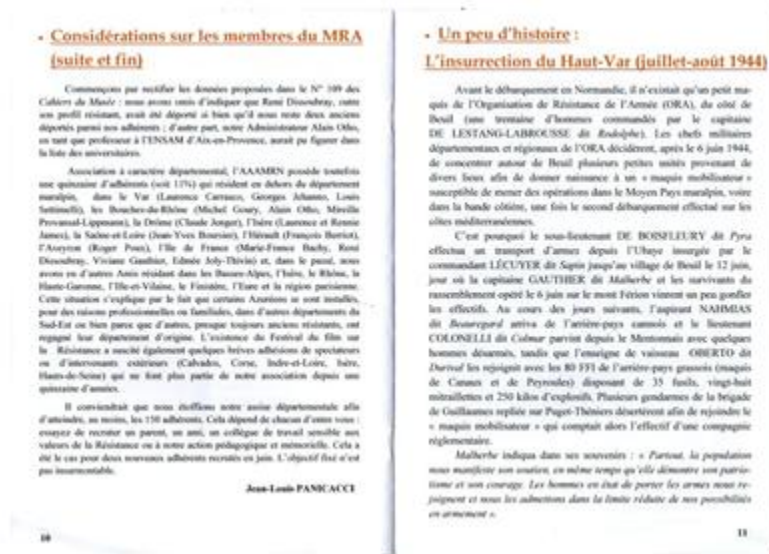 • Considérations sur les membres du MRA
(suite et fin)
Commençons par rectifier les données proposées dans le N° 109 des
Cahiers du Musée : nous avons omis d'indiquer que René Dissoubray, outre
son profil résistant, avait été déporté si bien qu'il nous reste deux anciens
déportés parmi nos adhérents ; d'autre part, notre Administrateur Alain Otho,
en tant que professeur à l'ENSAM d'Aix-en-Provence, aurait pu figurer dans
la liste des universitaires.
Association à caractère départemental, l'AAAMRN possède toutefois
une quinzaine d'adhérents (soit 11%) qui résident en dehors du département
maralpin, dans le Var (Laurence Carrasco, Georges Jehanno, Louis
Settimelli), les Bouches-du-Rhône (Michel Goury, Alain Otho, Mireille
Provansal-Lippmann), la Drôme (Claude Jonger), l'Isère (Laurence et Rennie
James), la Saône-et-Loire (Jean-Yves Boursier), l'Hérault (François Berriot),
l'Aveyron (Roger Poux), l'Ile de France (Marie-France Bachy, René
Dissoubray, Viviane Gauthier, Edmée Joly-Thivin) et, dans le passé, nous
avons eu d'autres Amis résidant dans les Basses-Alpes, l'Isère, le Rhône, la
Haute-Garonne, l'Ille-et-Vilaine, le Finistère, l'Eure et la région parisienne.
Cette situation s'explique par le fait que certains Azuréens se sont installés,
pour des raisons professionnelles ou familiales, dans d'autres départements du
Sud-Est ou bien parce que d'autres, presque toujours anciens résistants, ont
regagné leur département d'origine. L'existence du Festival du film sur
la Résistance a suscité également quelques brèves adhésions de spectateurs
ou d'intervenants extérieurs (Calvados, Corse, Indre-et-Loire, Isère,
Hauts-de-Seine) qui ne font plus partie de notre association depuis une
quinzaine d'années.
Il conviendrait que nous étoffions notre assise départementale afin
d'atteindre, au moins, les 150 adhérents. Cela dépend de chacun d'entre vous :
essayez de recruter un parent, un ami, un collègue de travail sensible aux
valeurs de la Résistance ou à notre action pédagogique et mémorielle. Cela a
été le cas pour deux nouveaux adhérents recrutés en juin. L'objectif fixé n'est
pas insurmontable.
Jean-Louis PANICACCI
10
• Un peu d'histoire :
L'insurrection du Haut-Var (juillet-août 1944)
Avant le débarquement en Normandie, il n'existait qu'un petit ma-
quis de l'Organisation de Résistance de l'Armée (ORA), du côté de
Beuil (une trentaine d'hommes commandés par le capitaine
DE LESTANG-LABROUSSE dit Rodolphe). Les chefs militaires
départementaux et régionaux de l'ORA décidèrent, après le 6 juin 1944,
de concentrer autour de Beuil plusieurs petites unités provenant de
divers lieux afin de donner naissance à un « maquis mobilisateur »
susceptible de mener des opérations dans le Moyen Pays maralpin, voire
dans la bande côtière, une fois le second débarquement effectué sur les
côtes méditerranéennes.
C'est pourquoi le sous-lieutenant DE BOISFLEURY dit Pyra
effectua un transport d'armes depuis l'Ubaye insurgée par le
commandant LÉCUYER dit Sapin jusqu'au village de Beuil le 12 juin,
jour où la capitaine GAUTHIER dit Malherbe et les survivants du
rassemblement opéré le 6 juin sur le mont Férion vinrent un peu gonfler
les effectifs. Au cours des jours suivants, l'aspirant NAHMIAS
dit Beauregard arriva de l'arrière-pays cannois et le lieutenant
COLONELLI dit Colmar parvint depuis le Mentonnais avec quelques
hommes désarmés, tandis que l'enseigne de vaisseau OBERTO dit
Durival les rejoignit avec les 80 FFI de l'arrière-pays grassois (maquis
de Canaux et de Peyroules) disposant de 35 fusils, vingt-huit
mitraillettes et 250 kilos d'explosifs. Plusieurs gendarmes de la brigade
de Guillaumes repliée sur Puget-Théniers désertèrent afin de rejoindre le
« maquis mobilisateur » qui comptait alors l'effectif d'une compagnie
réglementaire.
Malherbe indiqua dans ses souvenirs : « Partout, la population
nous manifeste son soutien, en même temps qu'elle démontre son patrio-
tisme et son courage. Les hommes en état de porter les armes nous re-
joignent et nous les admettons dans la limite réduite de nos possibilités
en armement ».
11